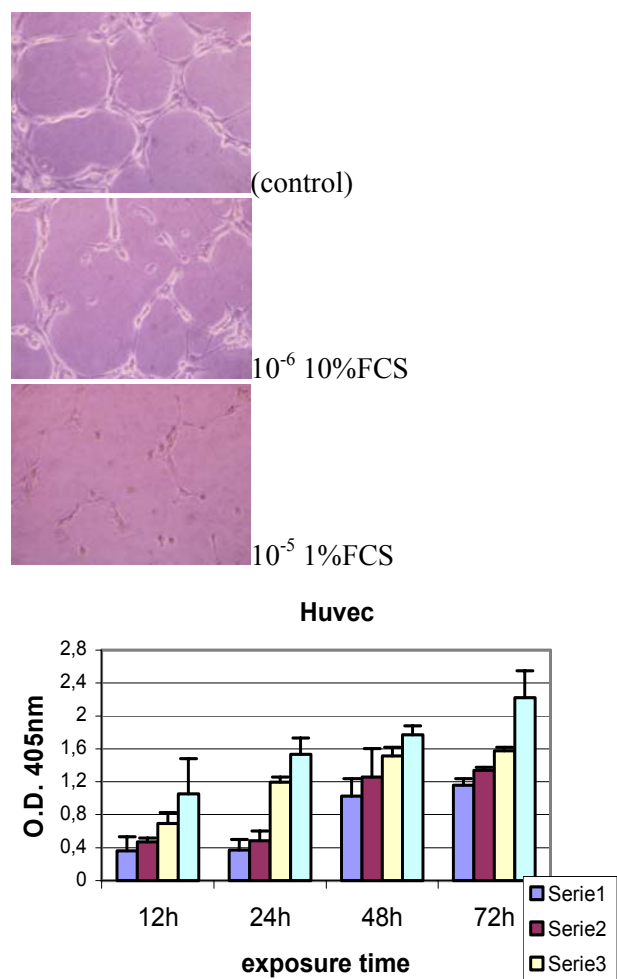 (control)
10⁻⁶ 10%FCS
10⁻⁵ 1%FCS
Huvec
2,8
2,4
2
1,6
1,2
0,8
0,4
0
O.D. 405nm
12h 24h 48h 72h
exposure time
Serie1
Serie2
Serie3